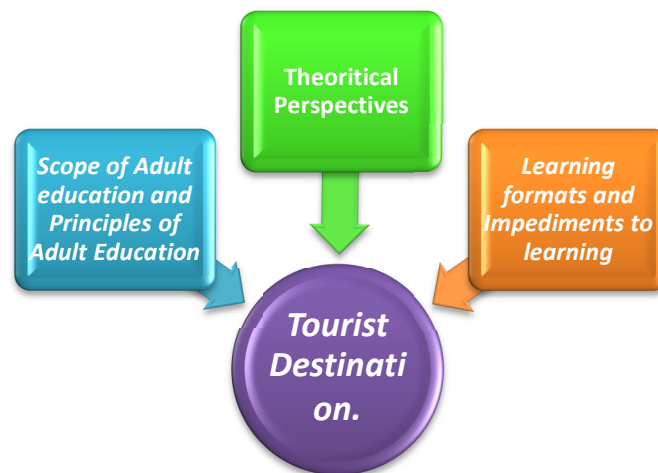 Theoritical
Perspectives
Scope of Adult
education and
Principles of
Adult Education
Learning
formats and
Impediments to
learning
Tourist
Destinati
on.